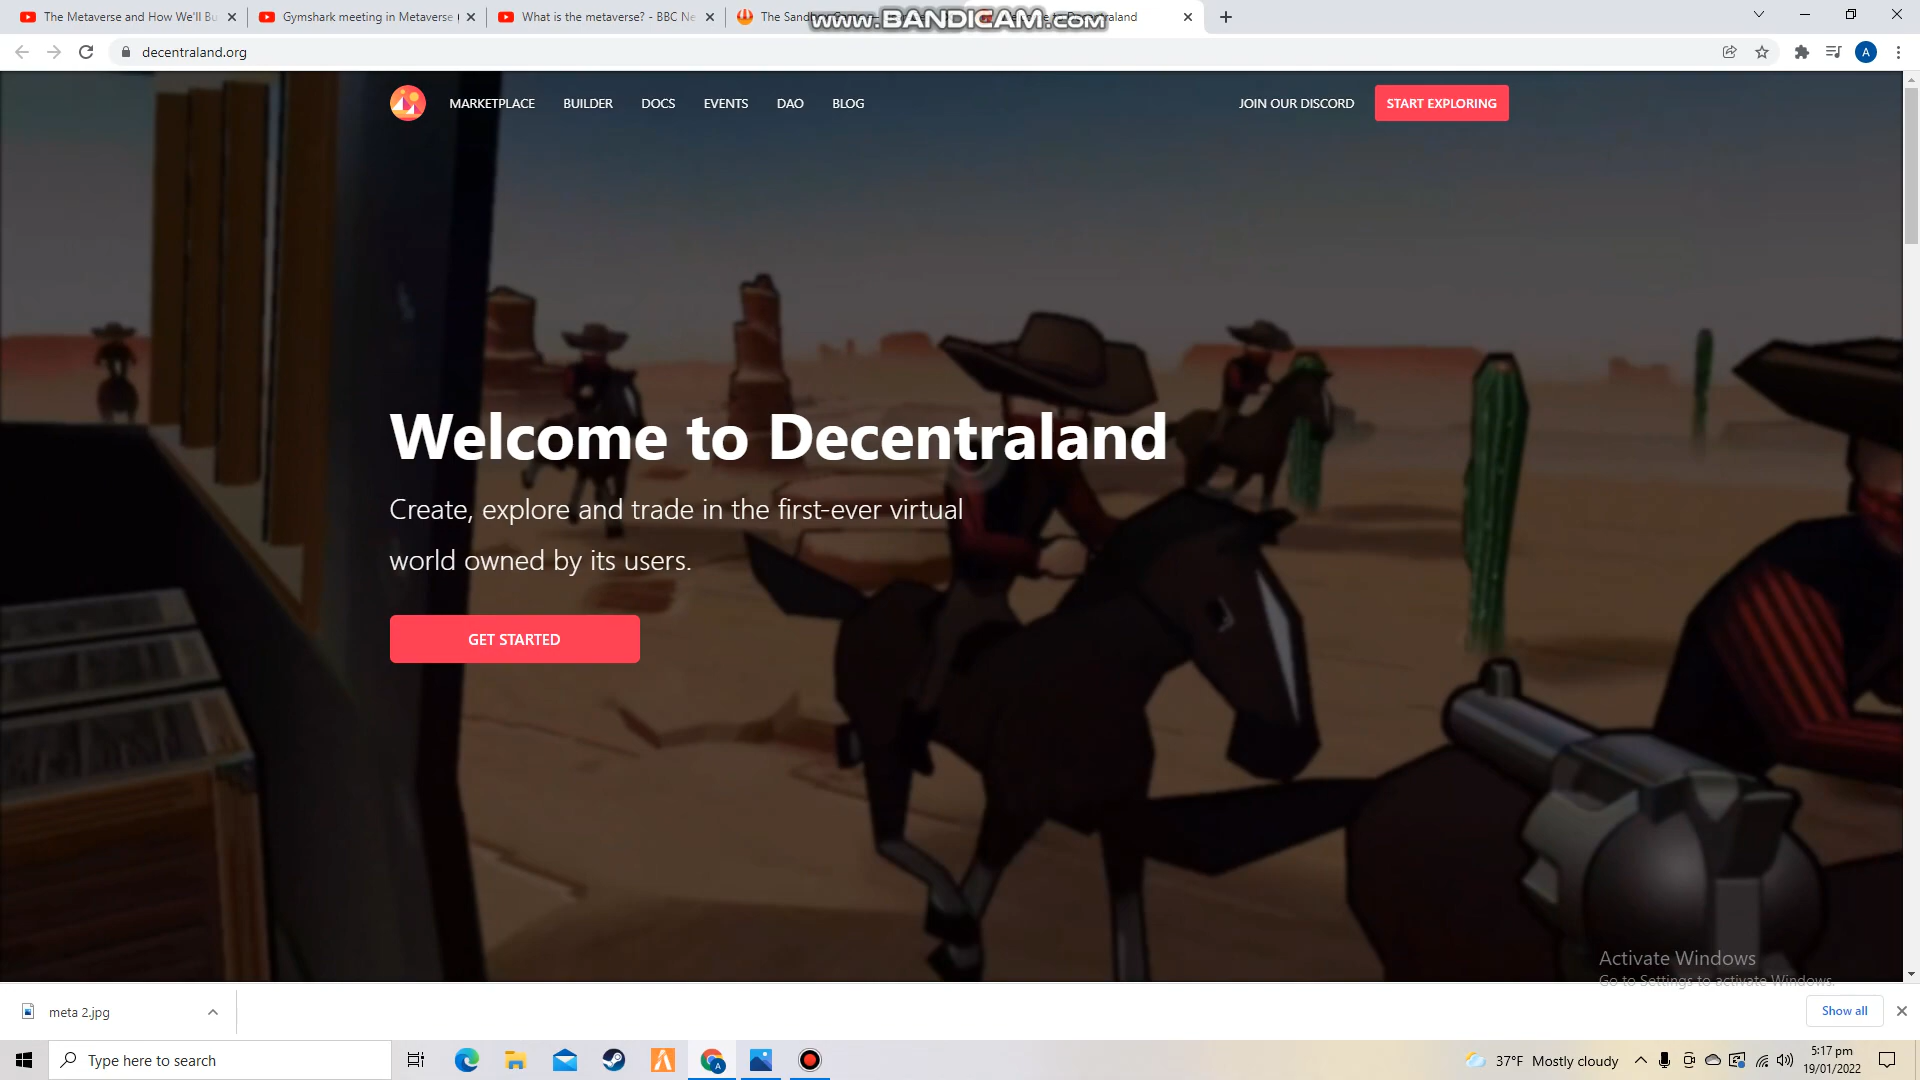 The Metaverse and How We'll Bu
Gymshark meeting in Metaverse
What is the metaverse? - BBC Ne
The Sandbox Game
WWW.BANDICAM.COM
Decentraland
decentraland.org
A
MARKETPLACE
BUILDER
DOCS
EVENTS
DAO
BLOG
JOIN OUR DISCORD
START EXPLORING
Welcome to Decentraland
Create, explore and trade in the first-ever virtual
world owned by its users.
GET STARTED
Activate Windows
Go to Settings to activate Windows.
meta 2.jpg
Show all
Type here to search
A
37°F Mostly cloudy
5:17 pm
19/01/2022